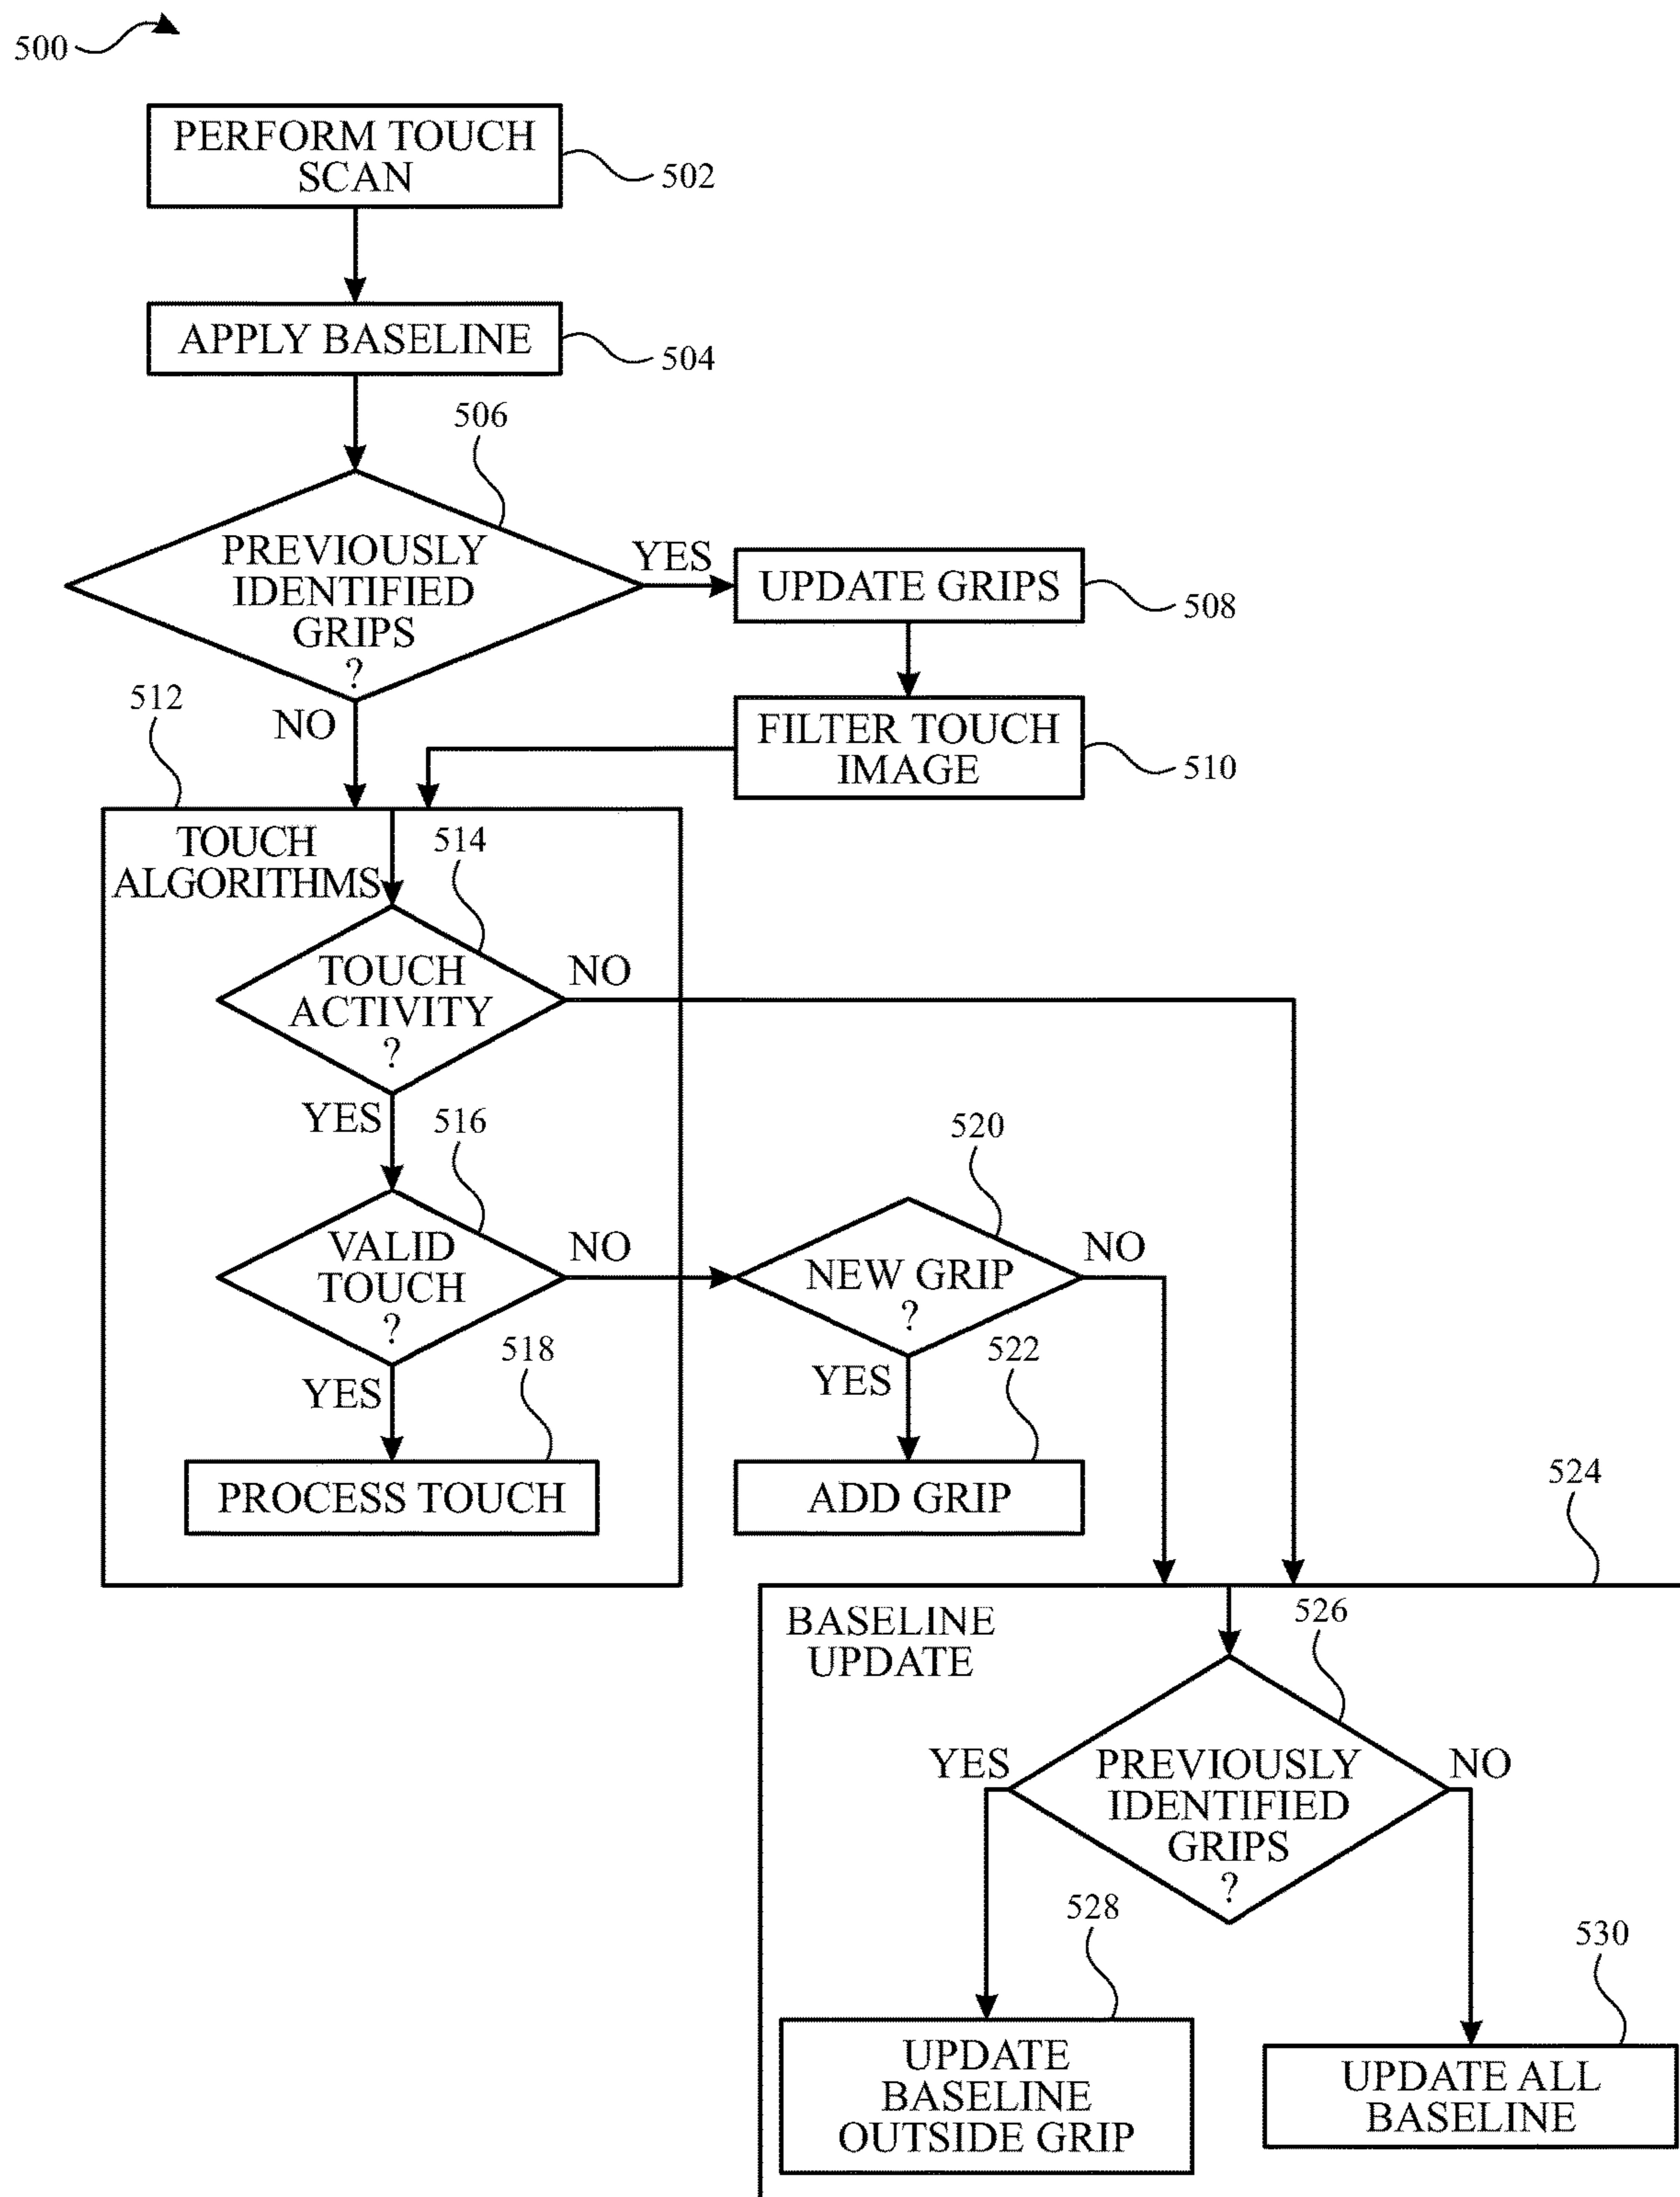 500
PERFORM TOUCH
SCAN
502
APPLY BASELINE
504
506
PREVIOUSLY
IDENTIFIED
GRIPS
?
YES
UPDATE GRIPS
508
NO
FILTER TOUCH
IMAGE
510
512
TOUCH
ALGORITHMS
514
TOUCH
ACTIVITY
?
NO
YES
516
VALID
TOUCH
?
NO
520
NEW GRIP
?
NO
YES
518
PROCESS TOUCH
YES
522
ADD GRIP
524
BASELINE
UPDATE
526
PREVIOUSLY
IDENTIFIED
GRIPS
?
YES
NO
528
UPDATE
BASELINE
OUTSIDE GRIP
530
UPDATE ALL
BASELINE